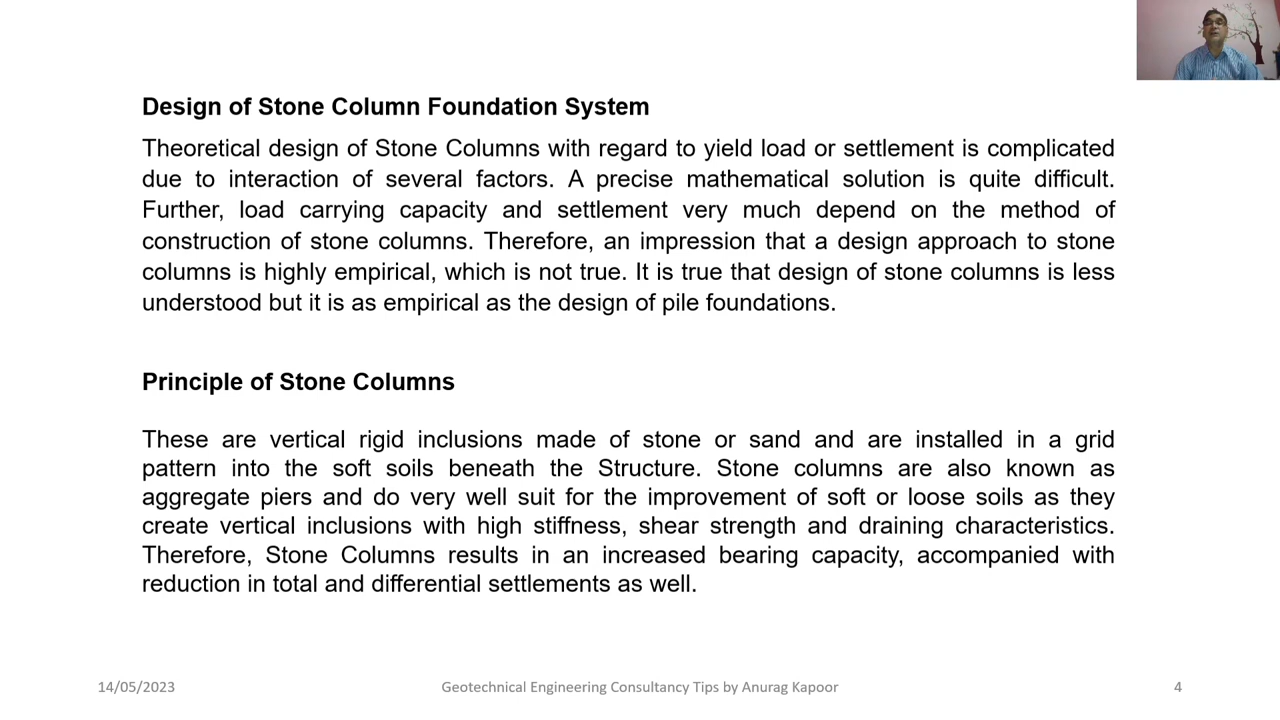 Design of Stone Column Foundation System
Theoretical design of Stone Columns with regard to yield load or settlement is complicated
due to interaction of several factors. A precise mathematical solution is quite difficult.
Further, load carrying capacity and settlement very much depend on the method of
construction of stone columns. Therefore, an impression that a design approach to stone
columns is highly empirical, which is not true. It is true that design of stone columns is less
understood but it is as empirical as the design of pile foundations.
Principle of Stone Columns
These are vertical rigid inclusions made of stone or sand and are installed in a grid
pattern into the soft soils beneath the Structure. Stone columns are also known as
aggregate piers and do very well suit for the improvement of soft or loose soils as they
create vertical inclusions with high stiffness, shear strength and draining characteristics.
Therefore, Stone Columns results in an increased bearing capacity, accompanied with
reduction in total and differential settlements as well.
14/05/2023
Geotechnical Engineering Consultancy Tips by Anurag Kapoor
4